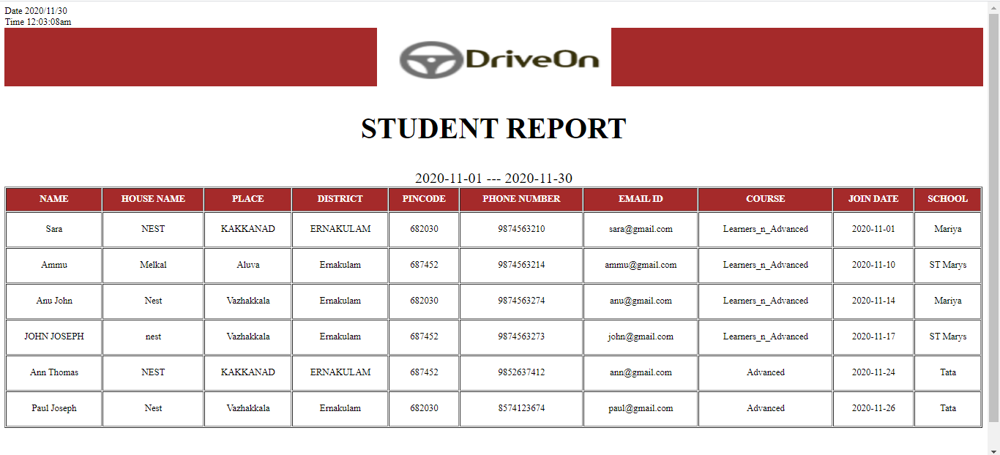 Date 2020/11/30
Time 12:03:08am
DriveOn
STUDENT REPORT
2020-11-01 --- 2020-11-30
NAME HOUSE NAME PLACE DISTRICT PINCODE PHONE NUMBER EMAIL ID COURSE JOIN DATE SCHOOL
Sara NEST KAKKANAD ERNAKULAM 682030 9874563210 sara@gmail.com Learners_n_Advanced 2020-11-01 Mariya
Ammu Melkal Aluva Ernakulam 687452 9874563214 ammu@gmail.com Learners_n_Advanced 2020-11-10 ST Marys
Anu John Nest Vazhakkala Ernakulam 682030 9874563274 anu@gmail.com Learners_n_Advanced 2020-11-14 Mariya
JOHN JOSEPH nest Vazhakkala Ernakulam 687452 9874563273 john@gmail.com Learners_n_Advanced 2020-11-17 ST Marys
Ann Thomas NEST KAKKANAD ERNAKULAM 687452 9852637412 ann@gmail.com Advanced 2020-11-24 Tata
Paul Joseph Nest Vazhakkala Ernakulam 682030 8574123674 paul@gmail.com Advanced 2020-11-26 Tata